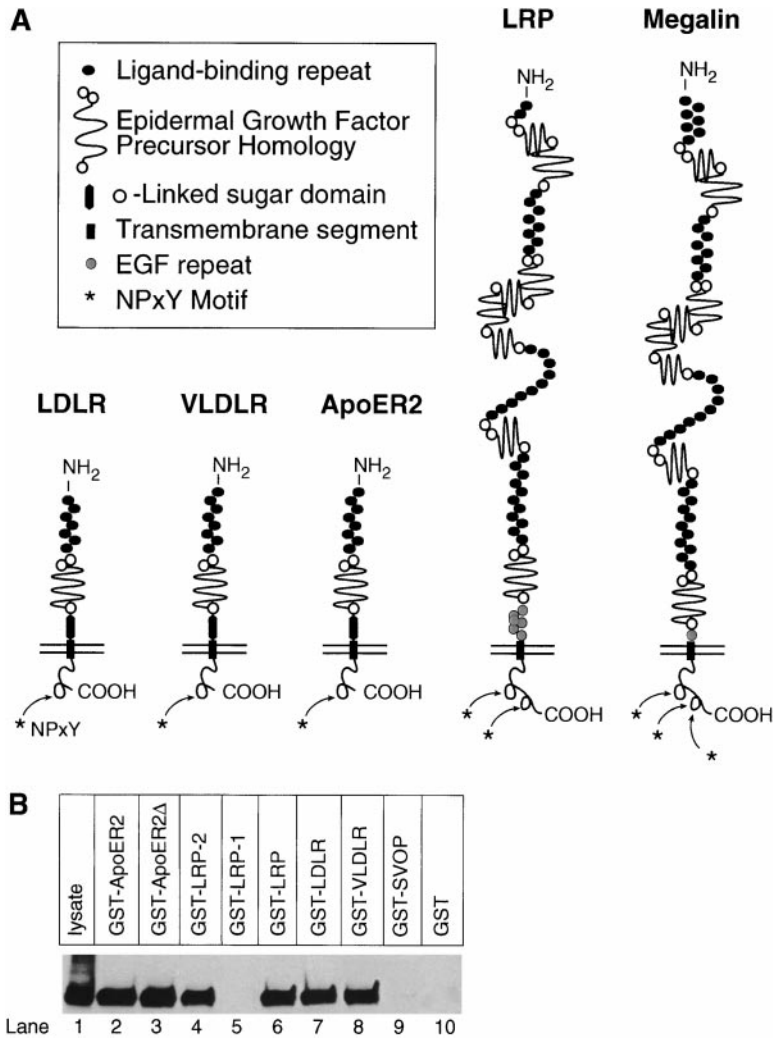 A
LRP
Megalin
NH2
NH2
Ligand-binding repeat
Epidermal Growth Factor
Precursor Homology
-Linked sugar domain
Transmembrane segment
EGF repeat
* NPxY Motif
LDLR
VLDLR
ApoER2
NH2
NH2
NH2
COOH
COOH
COOH
COOH
COOH
* NPxY
*
*
*
*
*
*
*
B
lysate
GST-ApoER2
GST-ApoER2Δ
GST-LRP-2
GST-LRP-1
GST-LRP
GST-LDLR
GST-VLDLR
GST-SVOP
GST
Lane 1 2 3 4 5 6 7 8 9 10